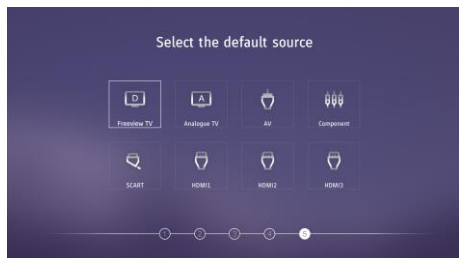 Select the default source
D
A
Freeview TV
Analogue TV
AV
Component
SCART
HDMI1
HDMI2
HDMI3
1
2
3
4
5